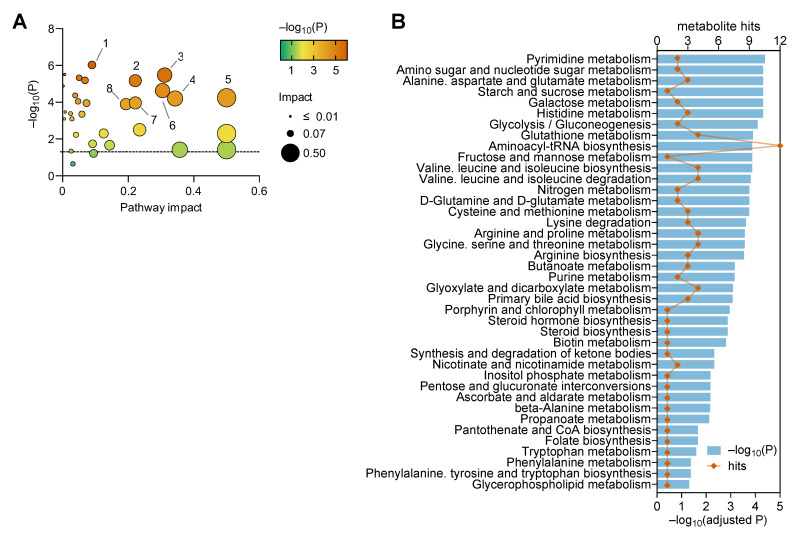 A
8
6
4
2
0
–log10(P)
0
0.2
0.4
0.6
Pathway impact
1
2
3
4
5
6
7
8
–log10(P)
1 3 5
Impact
≤ 0.01
0.07
0.50
B
metabolite hits
0 3 6 9 12
Pyrimidine metabolism
Amino sugar and nucleotide sugar metabolism
Alanine. aspartate and glutamate metabolism
Starch and sucrose metabolism
Galactose metabolism
Histidine metabolism
Glycolysis / Gluconeogenesis
Glutathione metabolism
Aminoacyl-tRNA biosynthesis
Fructose and mannose metabolism
Valine. leucine and isoleucine biosynthesis
Valine. leucine and isoleucine degradation
Nitrogen metabolism
D-Glutamine and D-glutamate metabolism
Cysteine and methionine metabolism
Lysine degradation
Arginine and proline metabolism
Glycine. serine and threonine metabolism
Arginine biosynthesis
Butanoate metabolism
Purine metabolism
Glyoxylate and dicarboxylate metabolism
Primary bile acid biosynthesis
Porphyrin and chlorophyll metabolism
Steroid hormone biosynthesis
Steroid biosynthesis
Biotin metabolism
Synthesis and degradation of ketone bodies
Nicotinate and nicotinamide metabolism
Inositol phosphate metabolism
Pentose and glucuronate interconversions
Ascorbate and aldarate metabolism
beta-Alanine metabolism
Propanoate metabolism
Pantothenate and CoA biosynthesis
Folate biosynthesis
Tryptophan metabolism
Phenylalanine metabolism
Phenylalanine. tyrosine and tryptophan biosynthesis
Glycerophospholipid metabolism
–log10(P)
hits
0 1 2 3 4 5
–log10(adjusted P)